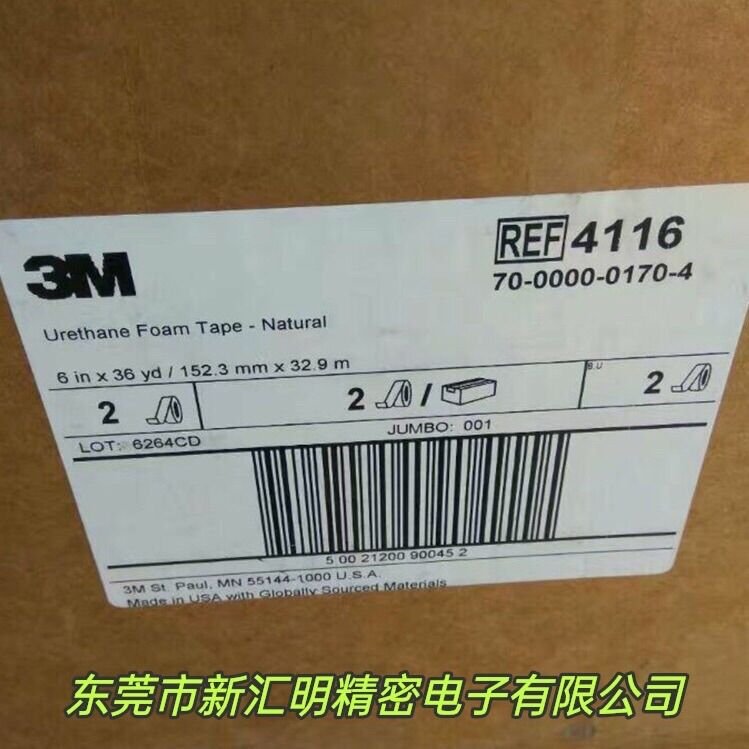 3M
REF 4116
70-0000-0170-4
Urethane Foam Tape - Natural
6 in x 36 yd / 152.3 mm x 32.9 m
2
2 /
B.U
2
LOT: 6264CD
JUMBO: 001
5 00 21200 90045 2
3M St. Paul, MN 55144-1000 U.S.A.
Made in USA with Globally Sourced Materials
东莞市新汇明精密电子有限公司